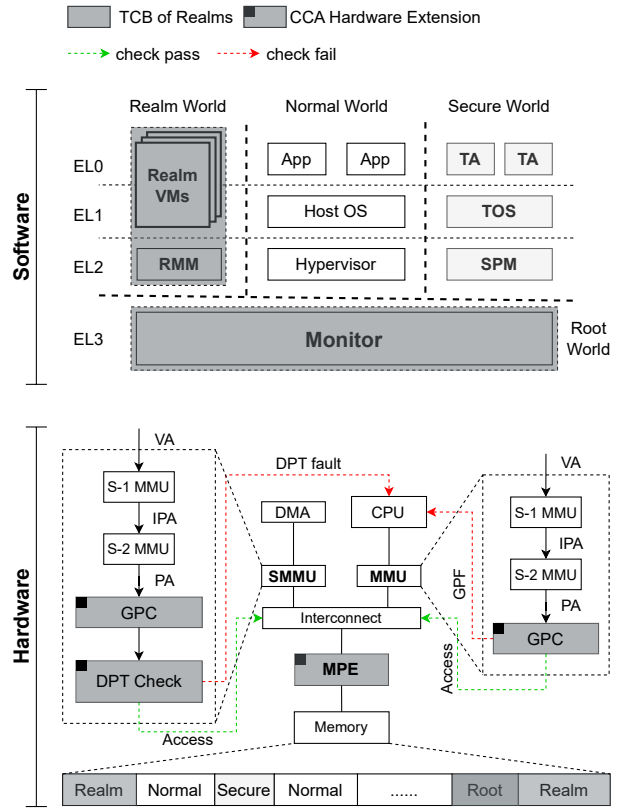 TCB of Realms
CCA Hardware Extension
check pass
check fail
Software
Realm World
Normal World
Secure World
EL0
Realm
VMs
App
App
TA
TA
EL1
Host OS
TOS
EL2
RMM
Hypervisor
SPM
EL3
Monitor
Root
World
Hardware
VA
S-1 MMU
IPA
S-2 MMU
PA
GPC
DPT Check
Access
DPT fault
DMA
CPU
SMMU
MMU
Interconnect
MPE
Memory
GPF
Access
VA
S-1 MMU
IPA
S-2 MMU
PA
GPC
Realm
Normal
Secure
Normal
......
Root
Realm